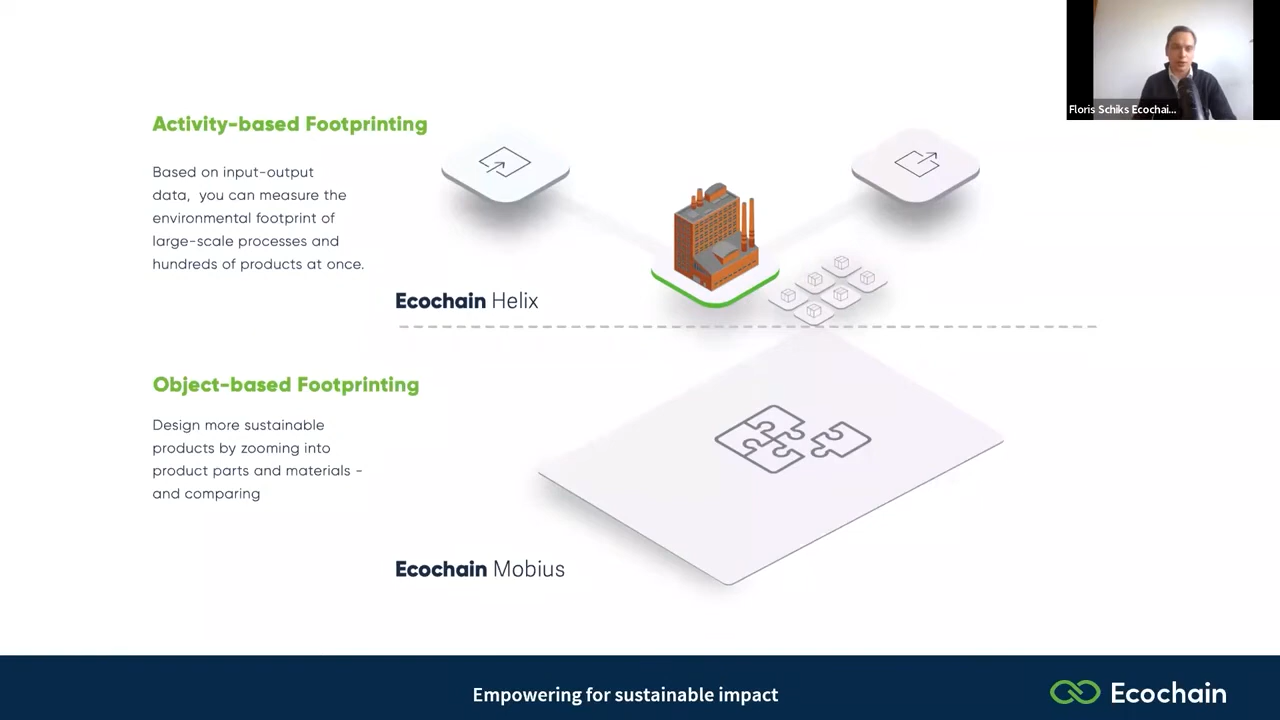 Floris Schiks Ecochai...
Activity-based Footprinting
Based on input-output
data, you can measure the
environmental footprint of
large-scale processes and
hundreds of products at once.
Ecochain Helix
Object-based Footprinting
Design more sustainable
products by zooming into
product parts and materials -
and comparing
Ecochain Mobius
Empowering for sustainable impact
Ecochain